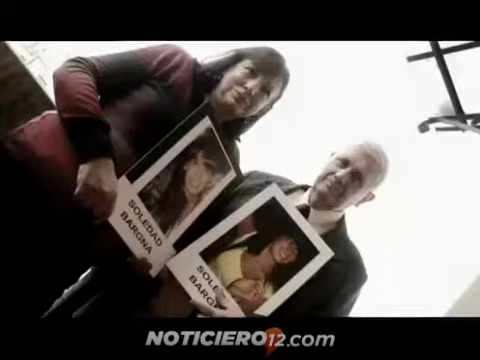 SOLEDAD
BARGNA
SOLE
BARG
NOTICIERO12.com